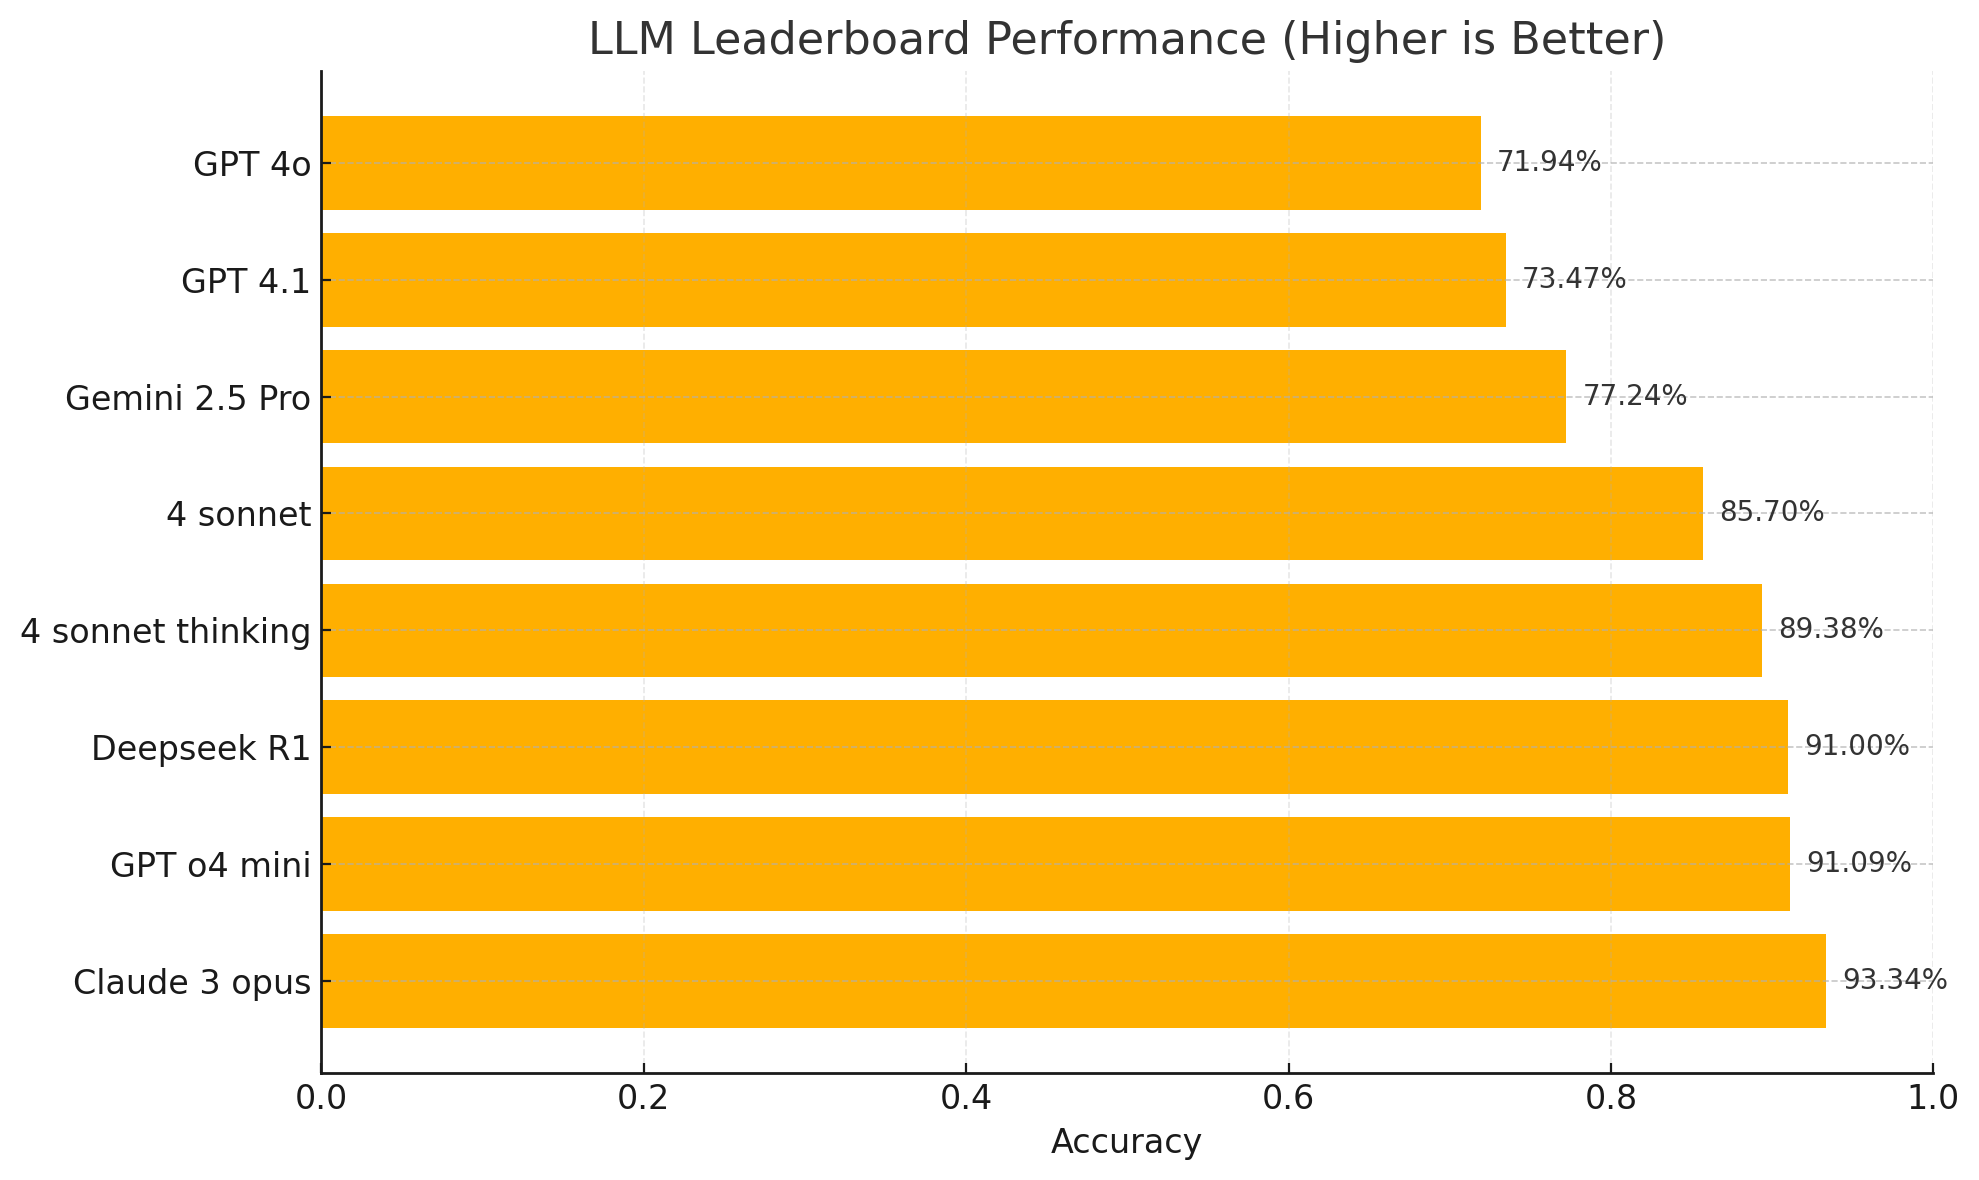 LLM Leaderboard Performance (Higher is Better)
GPT 4o 71.94%
GPT 4.1 73.47%
Gemini 2.5 Pro 77.24%
4 sonnet 85.70%
4 sonnet thinking 89.38%
Deepseek R1 91.00%
GPT o4 mini 91.09%
Claude 3 opus 93.34%
0.0 0.2 0.4 0.6 0.8 1.0
Accuracy